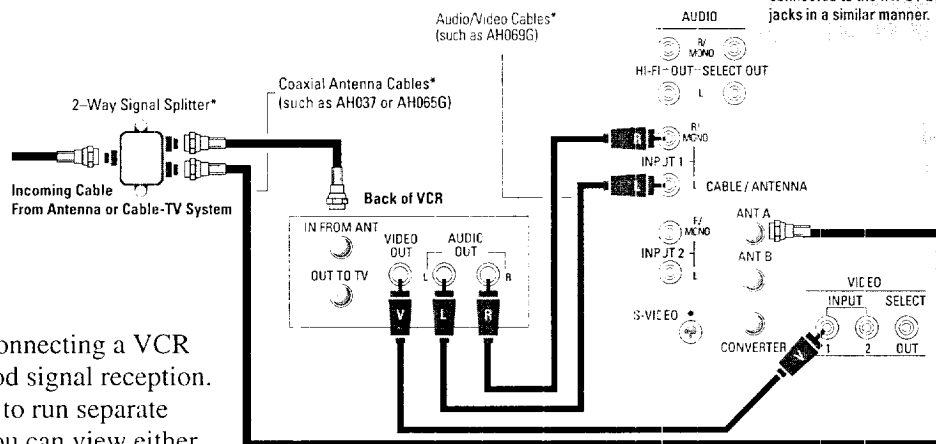 jacks in a similar manner.
Audio/Video Cables*
(such as AH069G)
AUDIO
R/
MONO
HI-FI–OUT–SELECT OUT
L
Coaxial Antenna Cables*
(such as AH037 or AH065G)
2–Way Signal Splitter*
R/
MONO
INPUT 1
L
CABLE / ANTENNA
R
Incoming Cable
From Antenna or Cable-TV System
Back of VCR
IN FROM ANT
VIDEO
OUT
AUDIO
OUT
OUT TO TV
L
R
V
L
R
R/
MONO
INPUT 2
L
ANT A
ANT B
S-VIDEO
CONVERTER
VIDEO
INPUT
SELECT
1
2
OUT
V
onnecting a VCR
od signal reception.
to run separate
ou can view either